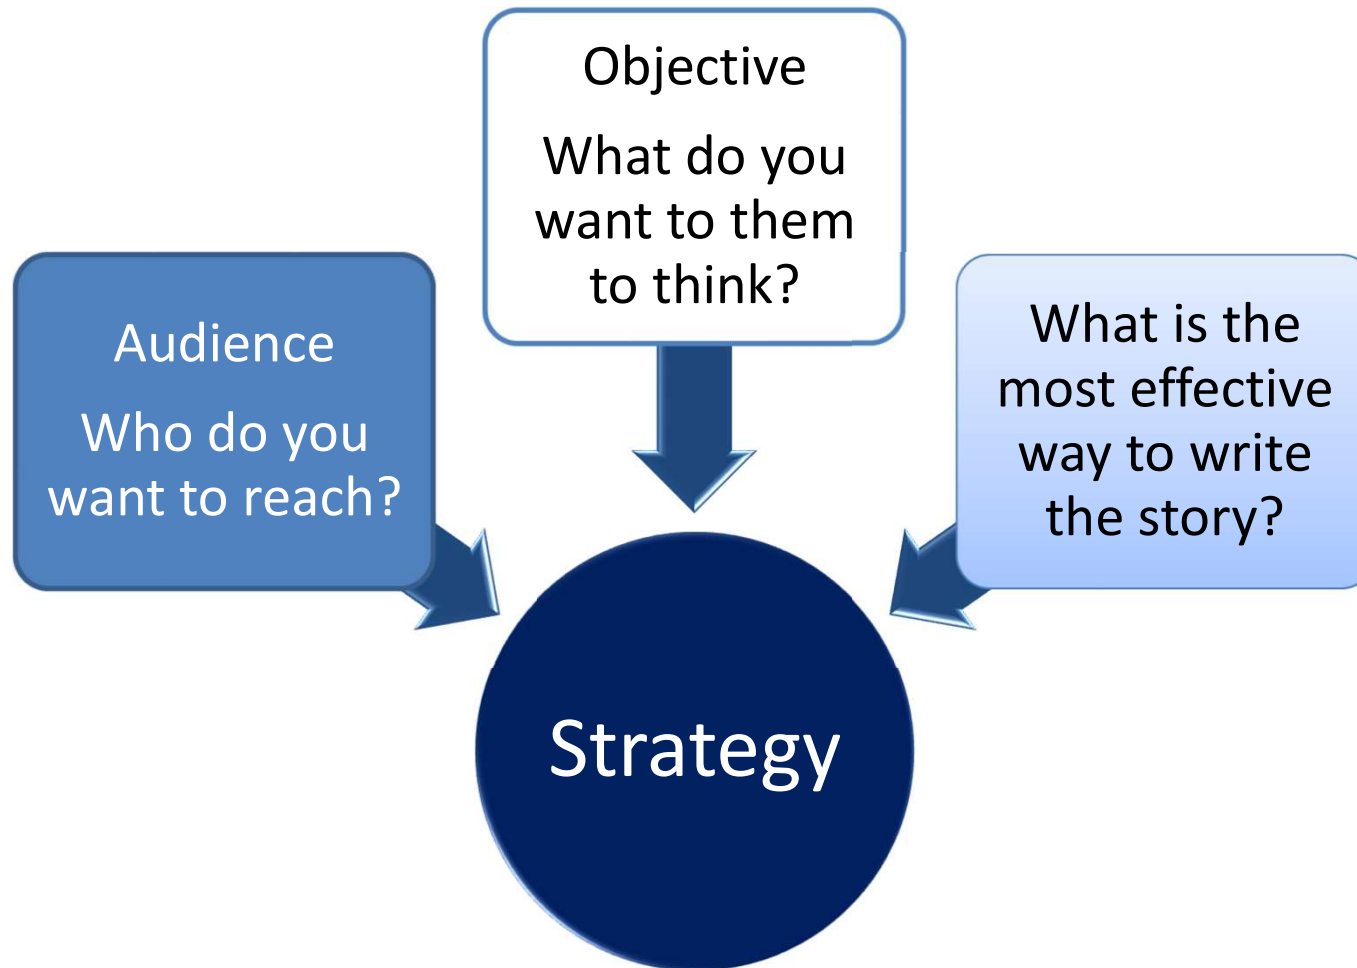 Objective
What do you
want to them
to think?
Audience
Who do you
want to reach?
What is the
most effective
way to write
the story?
Strategy